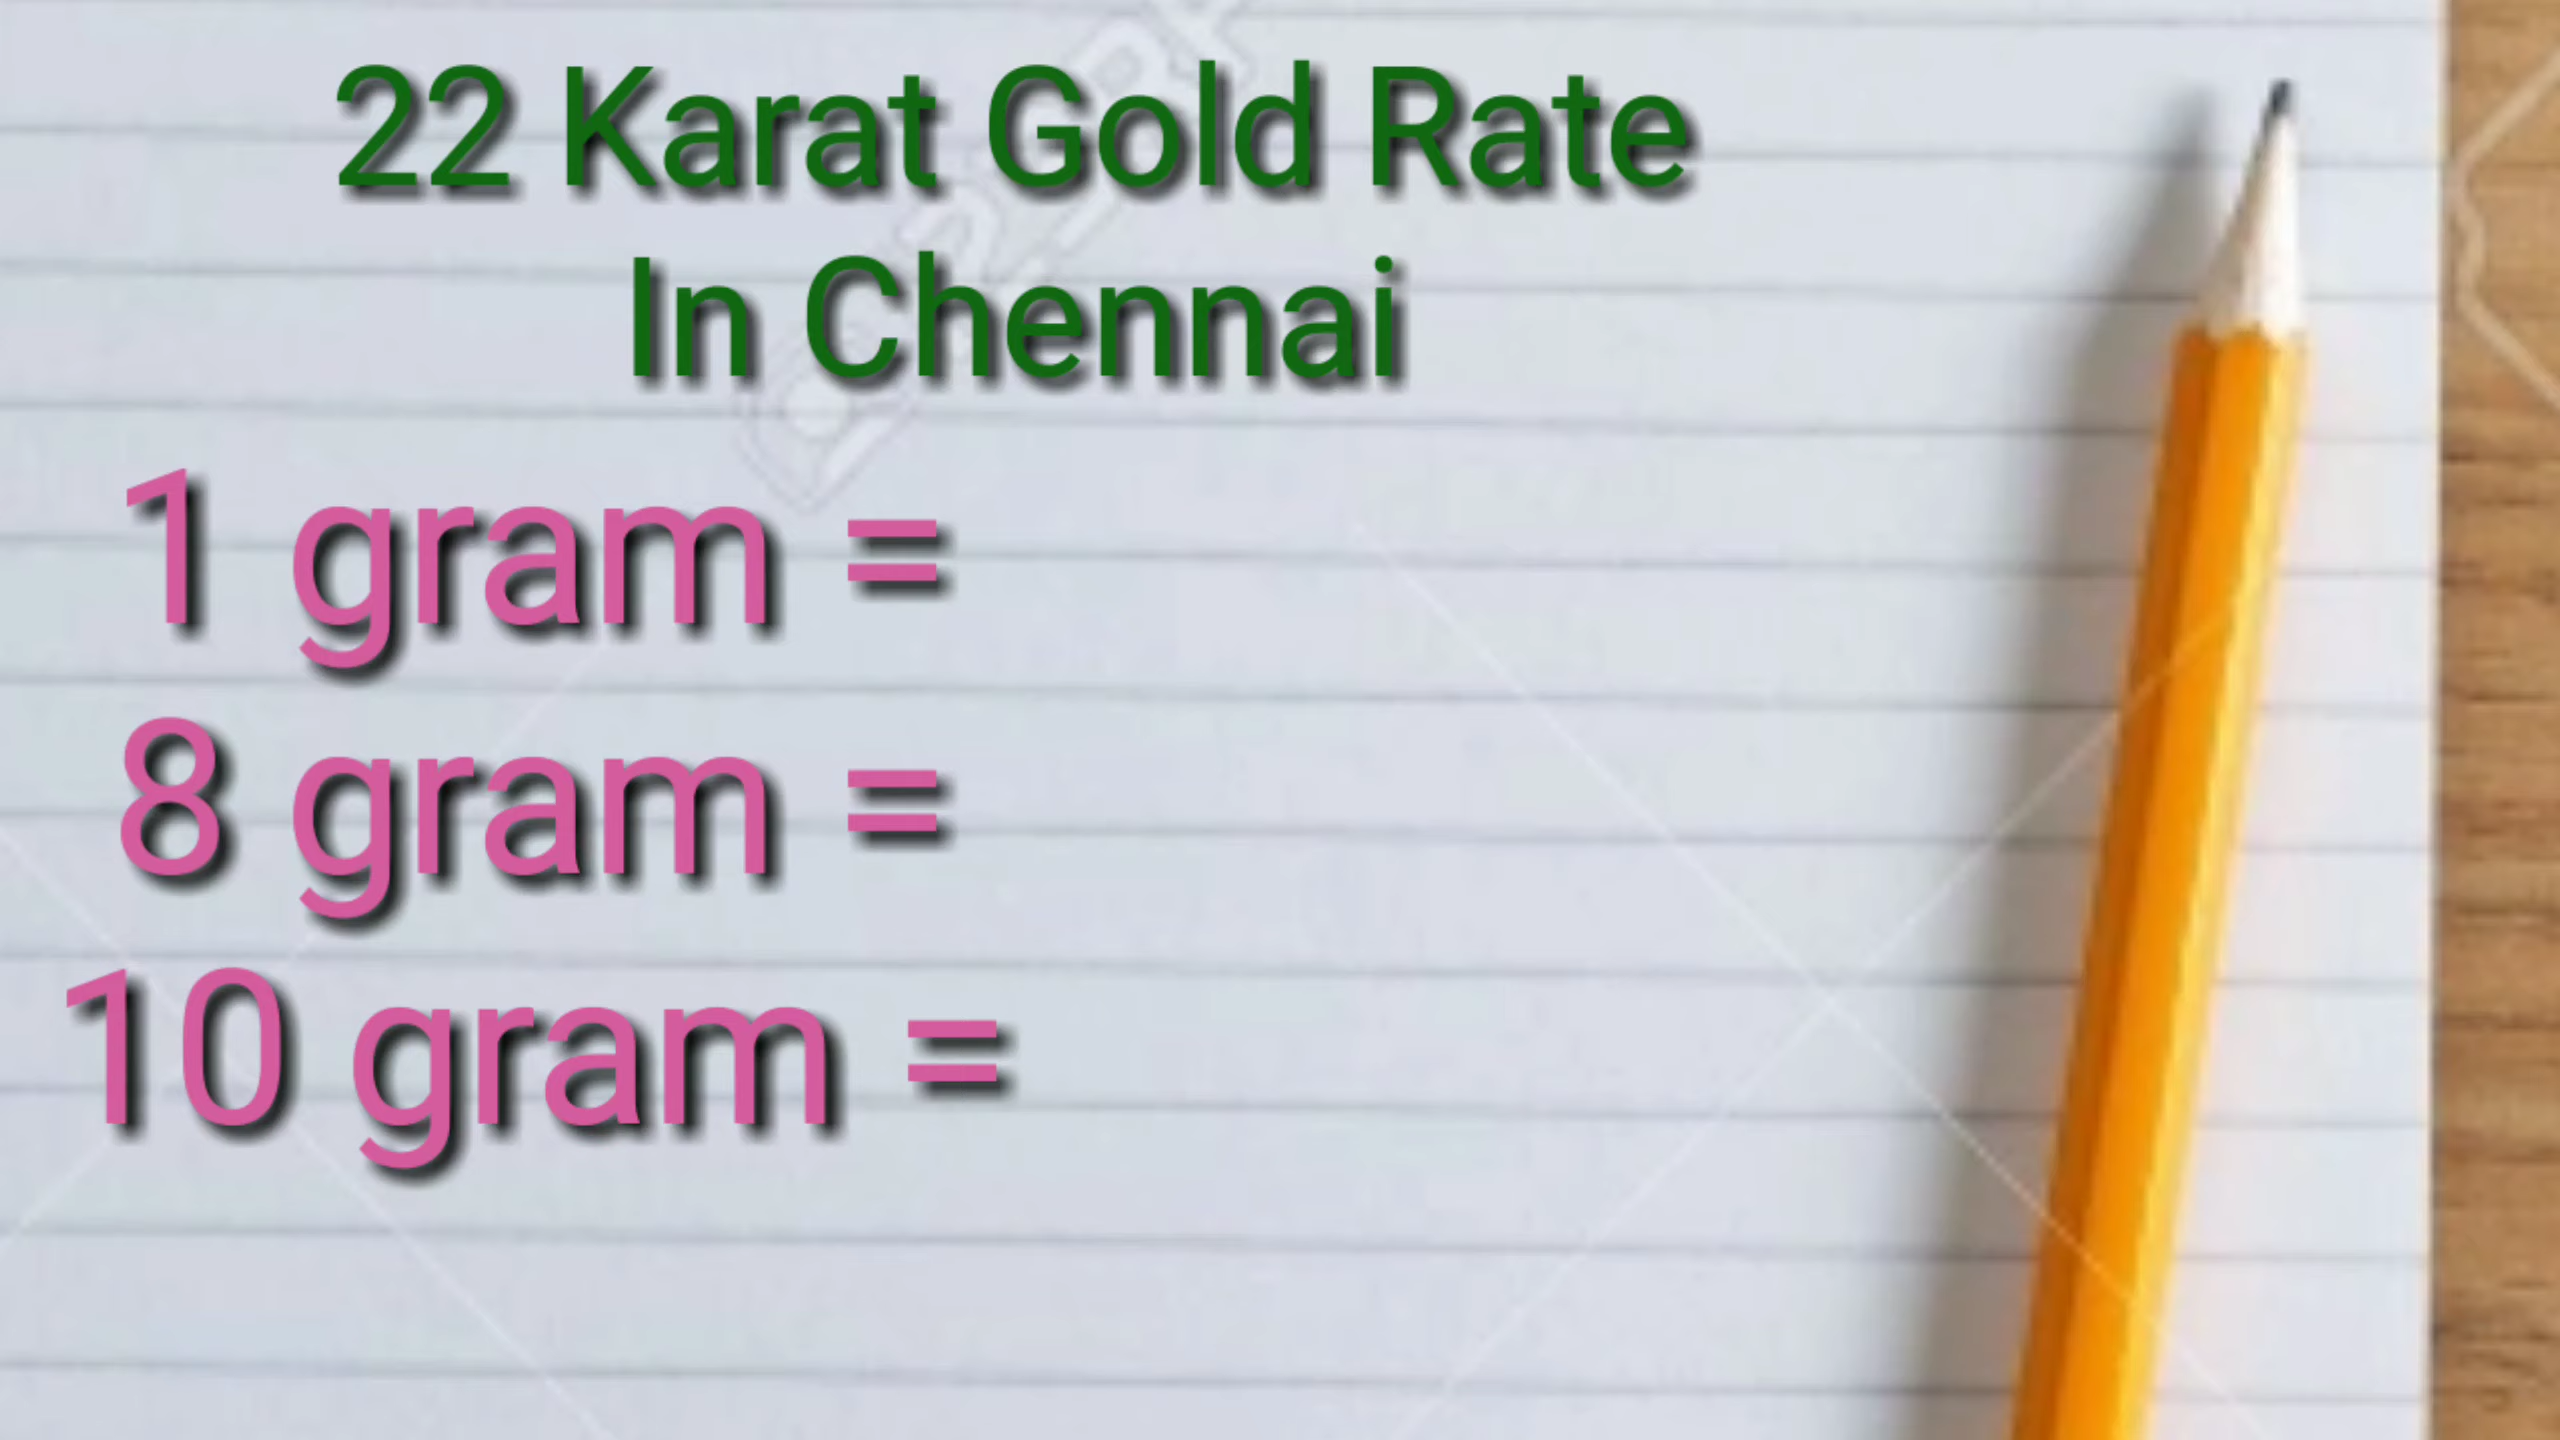 22 Karat Gold Rate
In Chennai
1 gram =
8 gram =
10 gram =